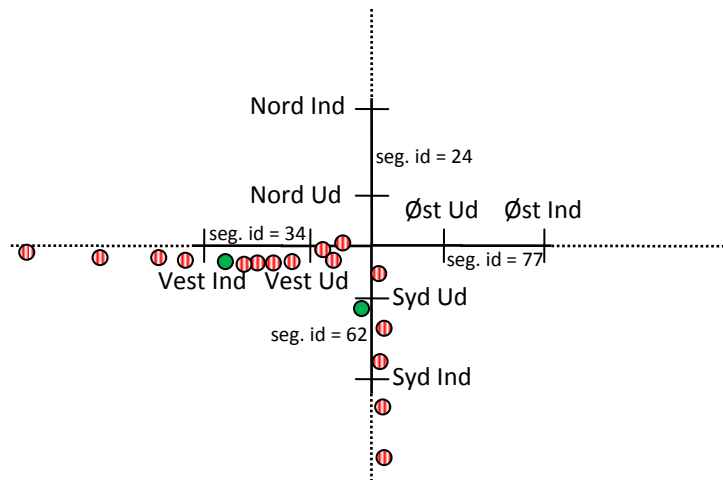 Nord Ind
seg. id = 24
Nord Ud
Øst Ud
Øst Ind
seg. id = 34
seg. id = 77
Vest Ind
Vest Ud
Syd Ud
seg. id = 62
Syd Ind